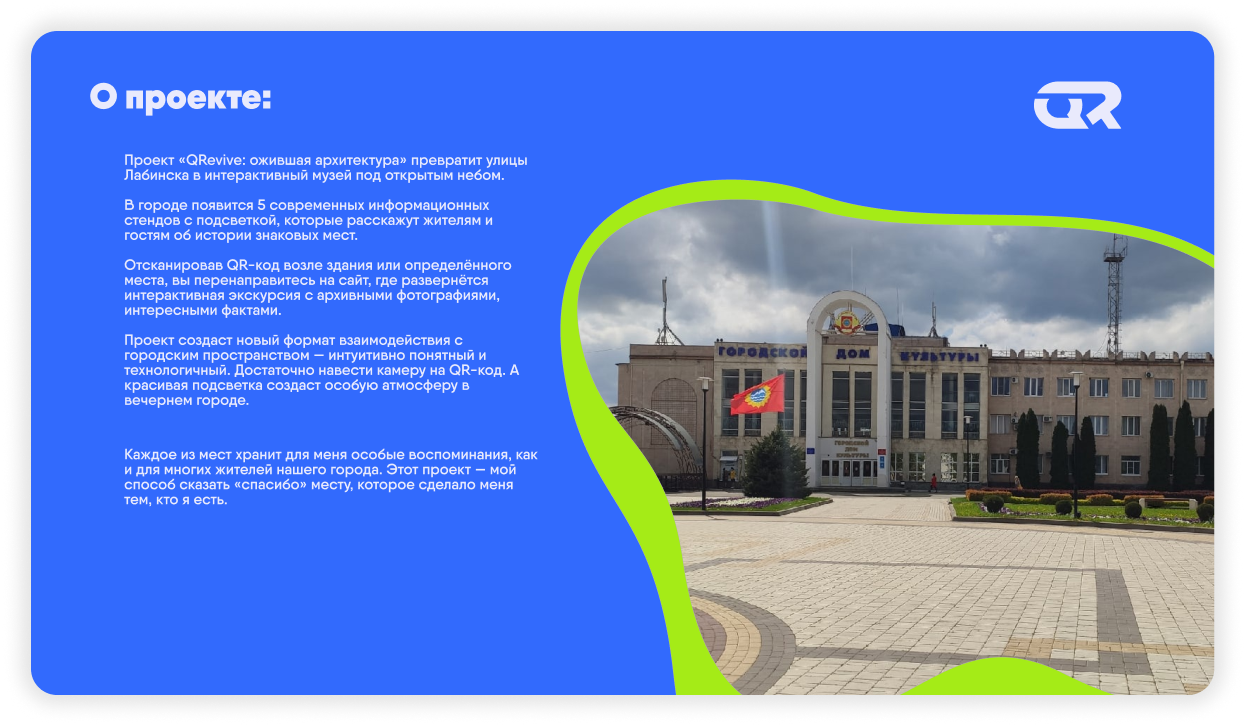 О проекте:
QR
Проект «QRevive: ожившая архитектура» превратит улицы
Лабинска в интерактивный музей под открытым небом.
В городе появится 5 современных информационных
стендов с подсветкой, которые расскажут жителям и
гостям об истории знаковых мест.
Отсканировав QR-код возле здания или определённого
места, вы перенаправитесь на сайт, где развернётся
интерактивная экскурсия с архивными фотографиями,
интересными фактами.
Проект создаст новый формат взаимодействия с
городским пространством — интуитивно понятный и
технологичный. Достаточно навести камеру на QR-код. А
красивая подсветка создаст особую атмосферу в
вечернем городе.
Каждое из мест хранит для меня особые воспоминания, как
и для многих жителей нашего города. Этот проект — мой
способ сказать «спасибо» месту, которое сделало меня
тем, кто я есть.
ГОРОДСКОЙ ДОМ КУЛЬТУРЫ
ГОРОДСКОЙ
ДОМ
КУЛЬТУРЫ